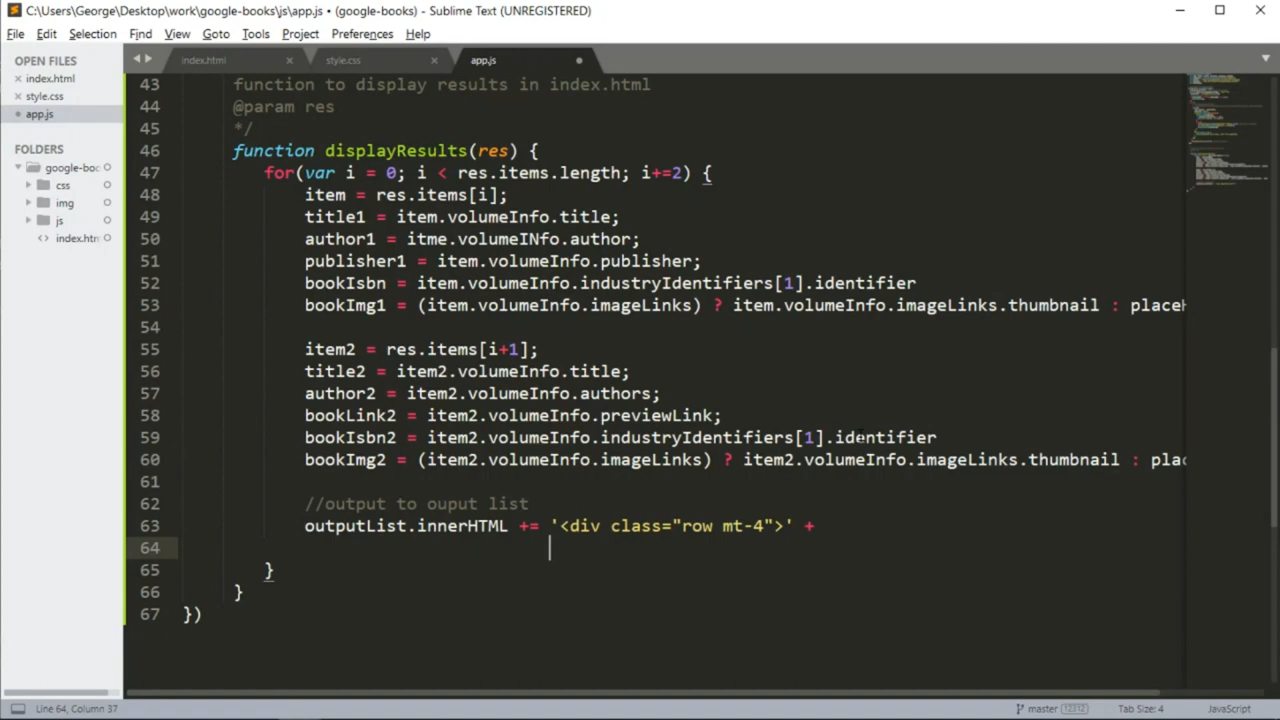 C:\Users\George\Desktop\work\google-books\js\app.js • (google-books) - Sublime Text (UNREGISTERED)
File Edit Selection Find View Goto Tools Project Preferences Help
OPEN FILES
index.html
style.css
app.js
FOLDERS
google-boo
css
img
js
index.htm
index.html style.css app.js
43 function to display results in index.html
44 @param res
45 */
46 function displayResults(res) {
47 for(var i = 0; i < res.items.length; i+=2) {
48 item = res.items[i];
49 title1 = item.volumeInfo.title;
50 author1 = itme.volumeINfo.author;
51 publisher1 = item.volumeInfo.publisher;
52 bookIsbn = item.volumeInfo.industryIdentifiers[1].identifier
53 bookImg1 = (item.volumeInfo.imageLinks) ? item.volumeInfo.imageLinks.thumbnail : placeH
54
55 item2 = res.items[i+1];
56 title2 = item2.volumeInfo.title;
57 author2 = item2.volumeInfo.authors;
58 bookLink2 = item2.volumeInfo.previewLink;
59 bookIsbn2 = item2.volumeInfo.industryIdentifiers[1].identifier
60 bookImg2 = (item2.volumeInfo.imageLinks) ? item2.volumeInfo.imageLinks.thumbnail : plac
61
62 //output to ouput list
63 outputList.innerHTML += '<div class="row mt-4">' +
64
65 }
66 }
67 })
Line 64, Column 37 master 12312 Tab Size: 4 JavaScript